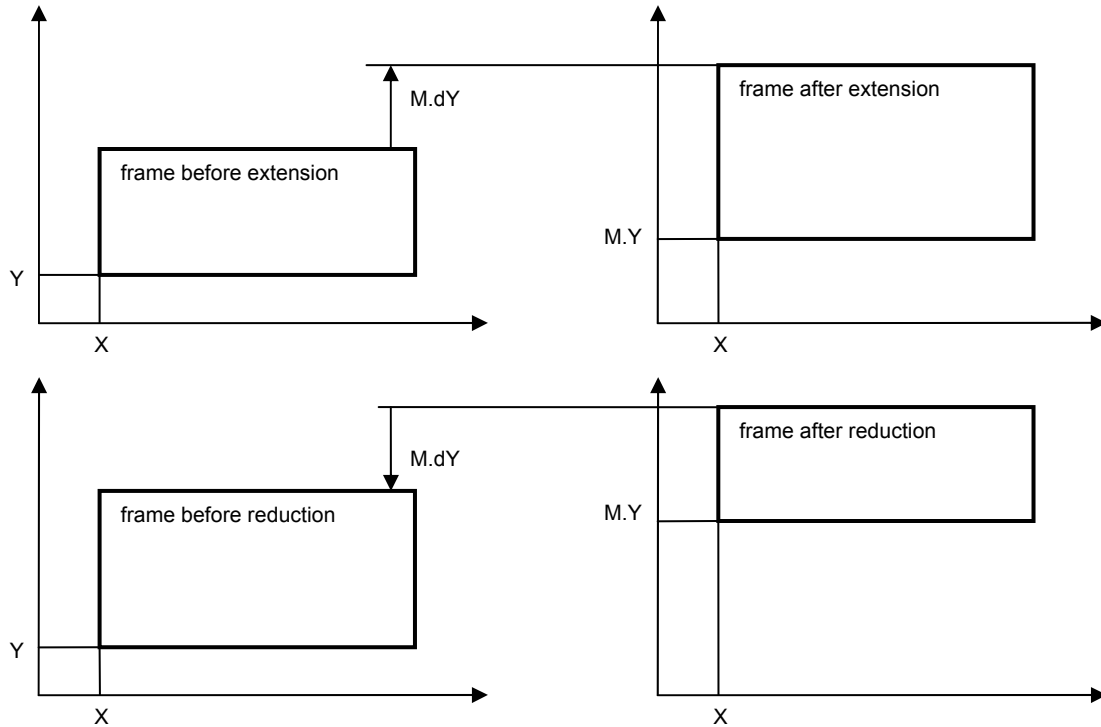 M.dY
frame after extension
frame before extension
M.Y
Y
X
X
frame after reduction
M.dY
frame before reduction
M.Y
Y
X
X